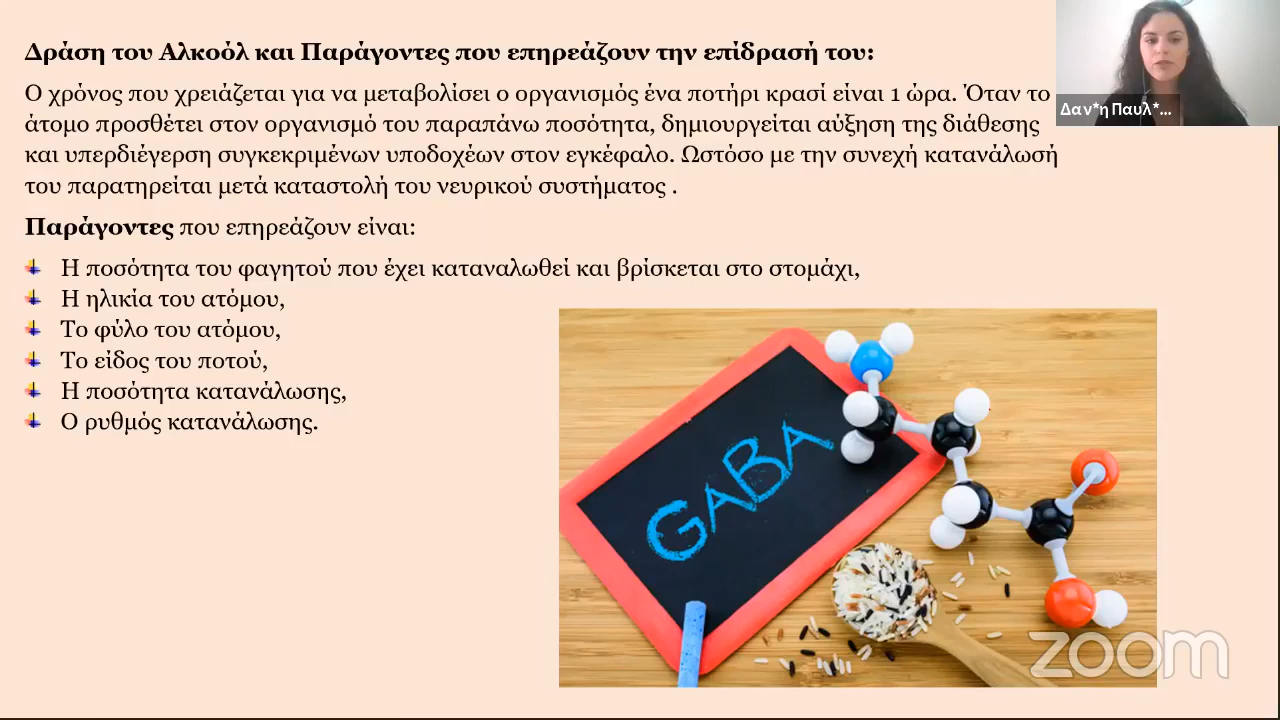 Δράση του Αλκοόλ και Παράγοντες που επηρεάζουν την επίδρασή του:
Ο χρόνος που χρειάζεται για να μεταβολίσει ο οργανισμός ένα ποτήρι κρασί είναι 1 ώρα. Όταν το
άτομο προσθέτει στον οργανισμό του παραπάνω ποσότητα, δημιουργείται αύξηση της διάθεσης
και υπερδιέγερση συγκεκριμένων υποδοχέων στον εγκέφαλο. Ωστόσο με την συνεχή κατανάλωσή
του παρατηρείται μετά καταστολή του νευρικού συστήματος .
Παράγοντες που επηρεάζουν είναι:
Η ποσότητα του φαγητού που έχει καταναλωθεί και βρίσκεται στο στομάχι,
Η ηλικία του ατόμου,
Το φύλο του ατόμου,
Το είδος του ποτού,
Η ποσότητα κατανάλωσης,
Ο ρυθμός κατανάλωσης.
Δαν*η Παυλ*...
GABA
zoom